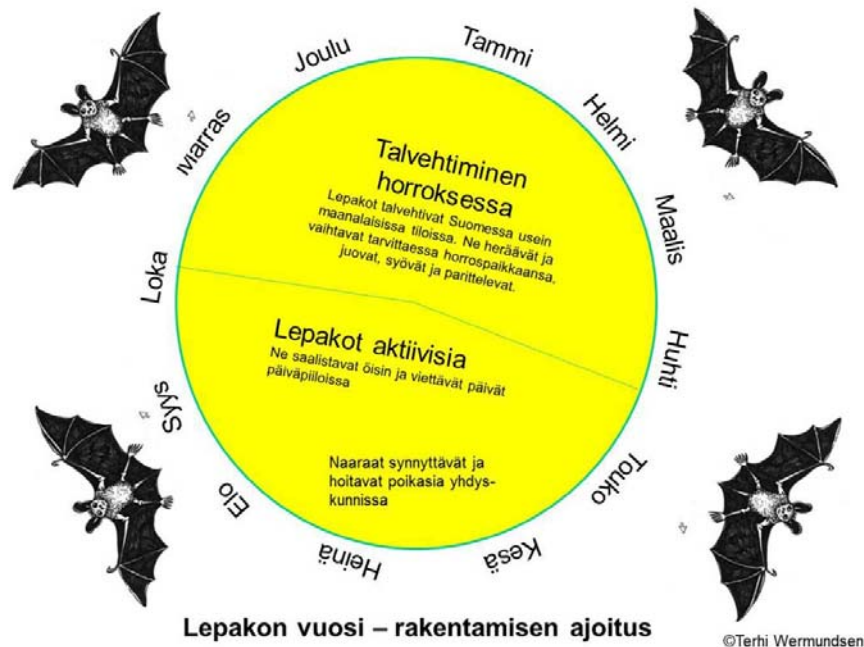 Joulu
Tammi
Helmi
Maalis
Huhti
Touko
Kesä
Heinä
Elo
Syys
Loka
Marras
Talvehtiminen
horroksessa
Lepakot talvehtivat Suomessa usein
maanalaisissa tiloissa. Ne heräävät ja
vaihtavat tarvittaessa horrospaikkaansa,
juovat, syövät ja parittelevat.
Lepakot aktiivisia
Ne saalistavat öisin ja viettävät päivät
päiväpiiloissa
Naaraat synnyttävät ja
hoitavat poikasia yhdys-
kunnissa
Lepakon vuosi – rakentamisen ajoitus
©Terhi Wermundsen